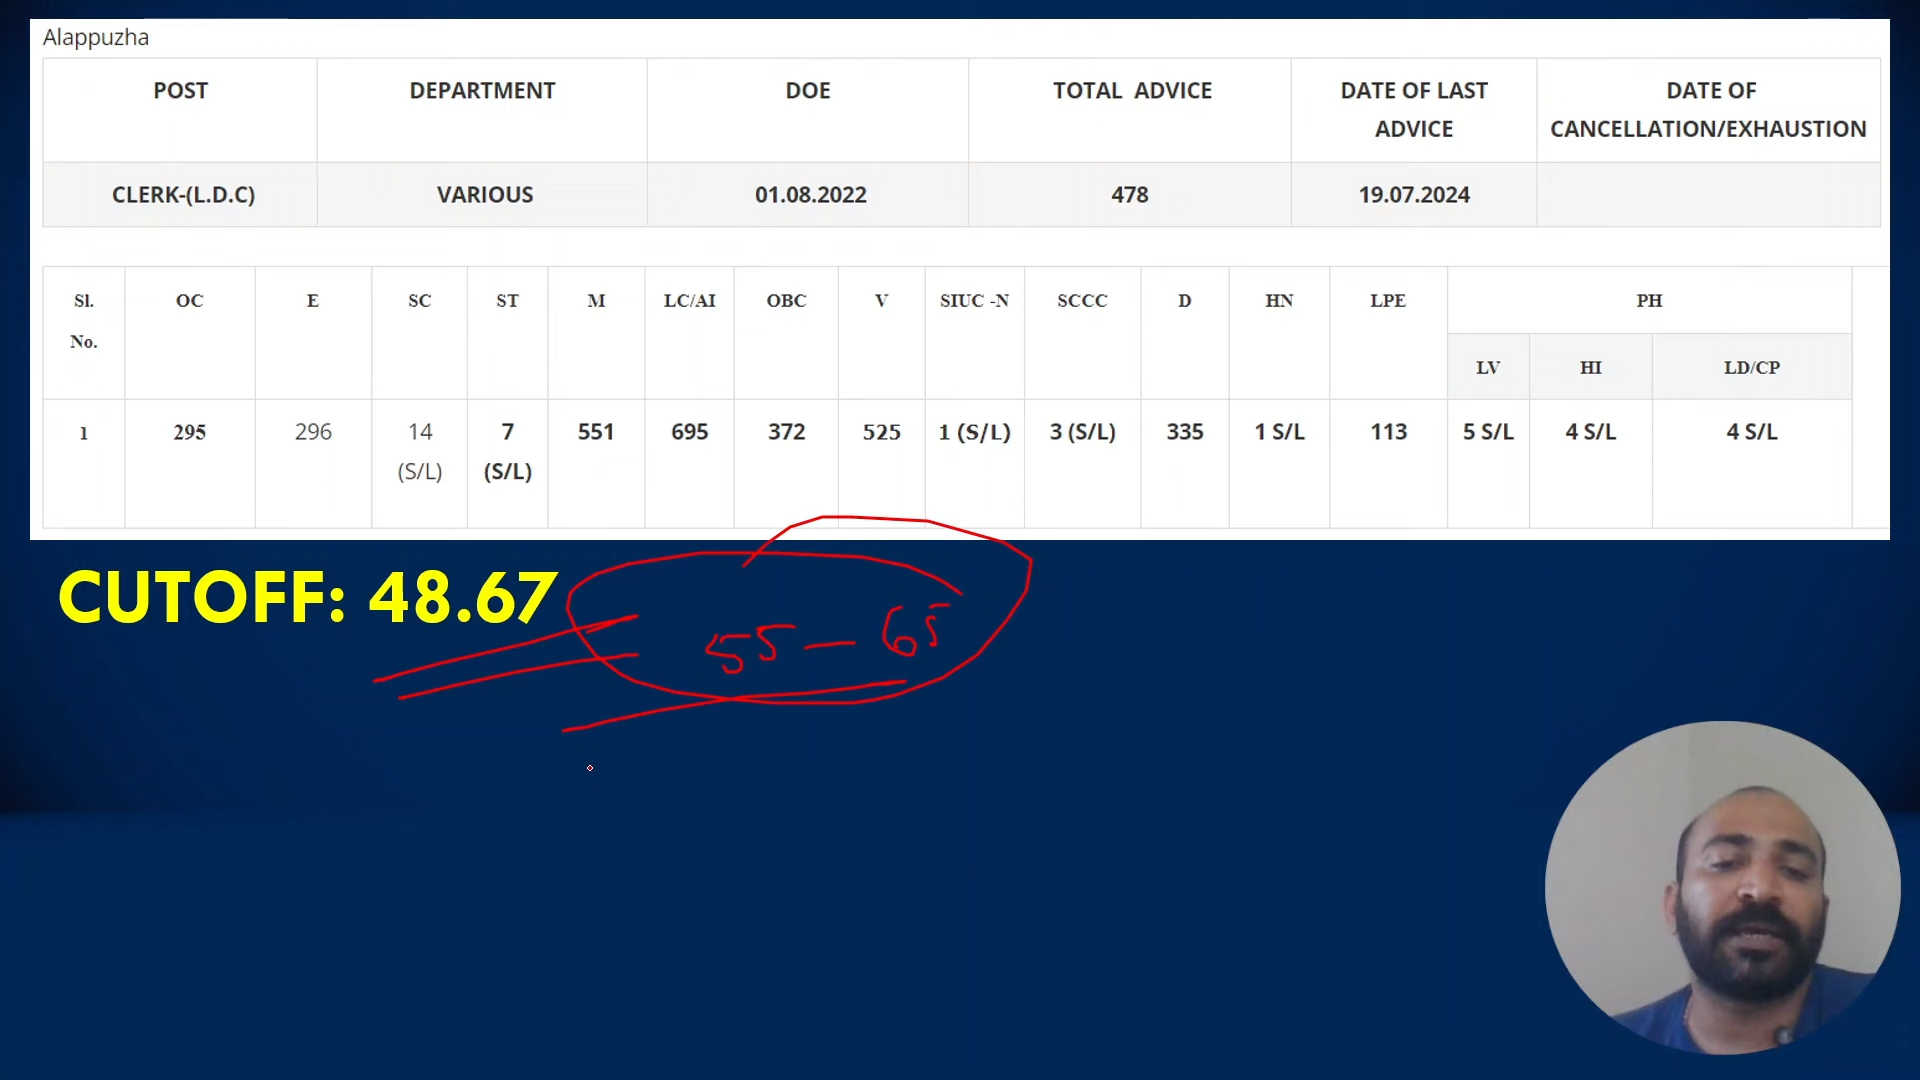 Alappuzha
POST DEPARTMENT DOE TOTAL ADVICE DATE OF LAST ADVICE DATE OF CANCELLATION/EXHAUSTION
CLERK-(L.D.C) VARIOUS 01.08.2022 478 19.07.2024
Sl. No. OC E SC ST M LC/AI OBC V SIUC -N SCCC D HN LPE PH
LV HI LD/CP
1 295 296 14 (S/L) 7 (S/L) 551 695 372 525 1 (S/L) 3 (S/L) 335 1 S/L 113 5 S/L 4 S/L 4 S/L
CUTOFF: 48.67
55 – 65